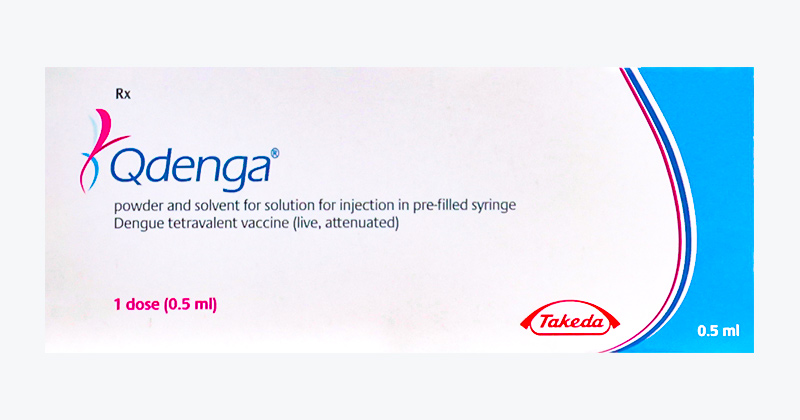 Rx
Qdenga®
powder and solvent for solution for injection in pre-filled syringe
Dengue tetravalent vaccine (live, attenuated)
1 dose (0.5 ml)
Takeda
0.5 ml